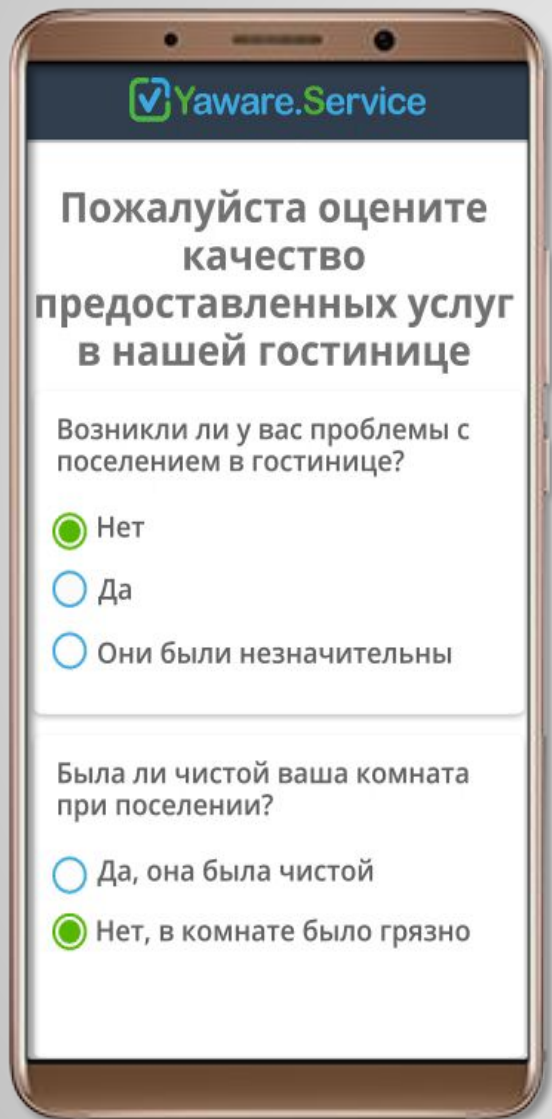 Yaware.Service
Пожалуйста оцените
качество
предоставленных услуг
в нашей гостинице
Возникли ли у вас проблемы с
поселением в гостинице?
Нет
Да
Они были незначительны
Была ли чистой ваша комната
при поселении?
Да, она была чистой
Нет, в комнате было грязно